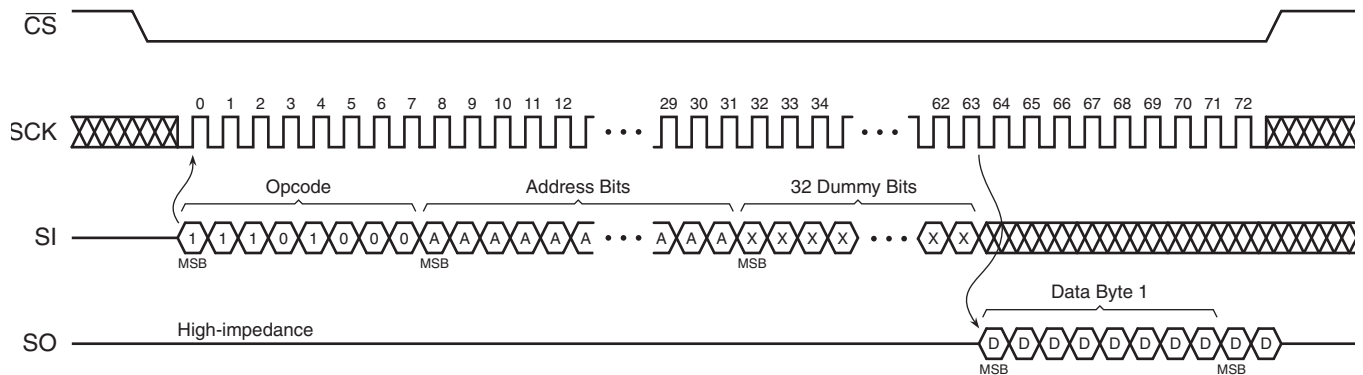 CS
0 1 2 3 4 5 6 7 8 9 10 11 12 29 30 31 32 33 34 62 63 64 65 66 67 68 69 70 71 72
SCK
Opcode Address Bits 32 Dummy Bits
SI 1 1 1 0 1 0 0 0 A A A A A A A A A X X X X X X
MSB MSB MSB
Data Byte 1
High-impedance
SO D D D D D D D D D D
MSB MSB